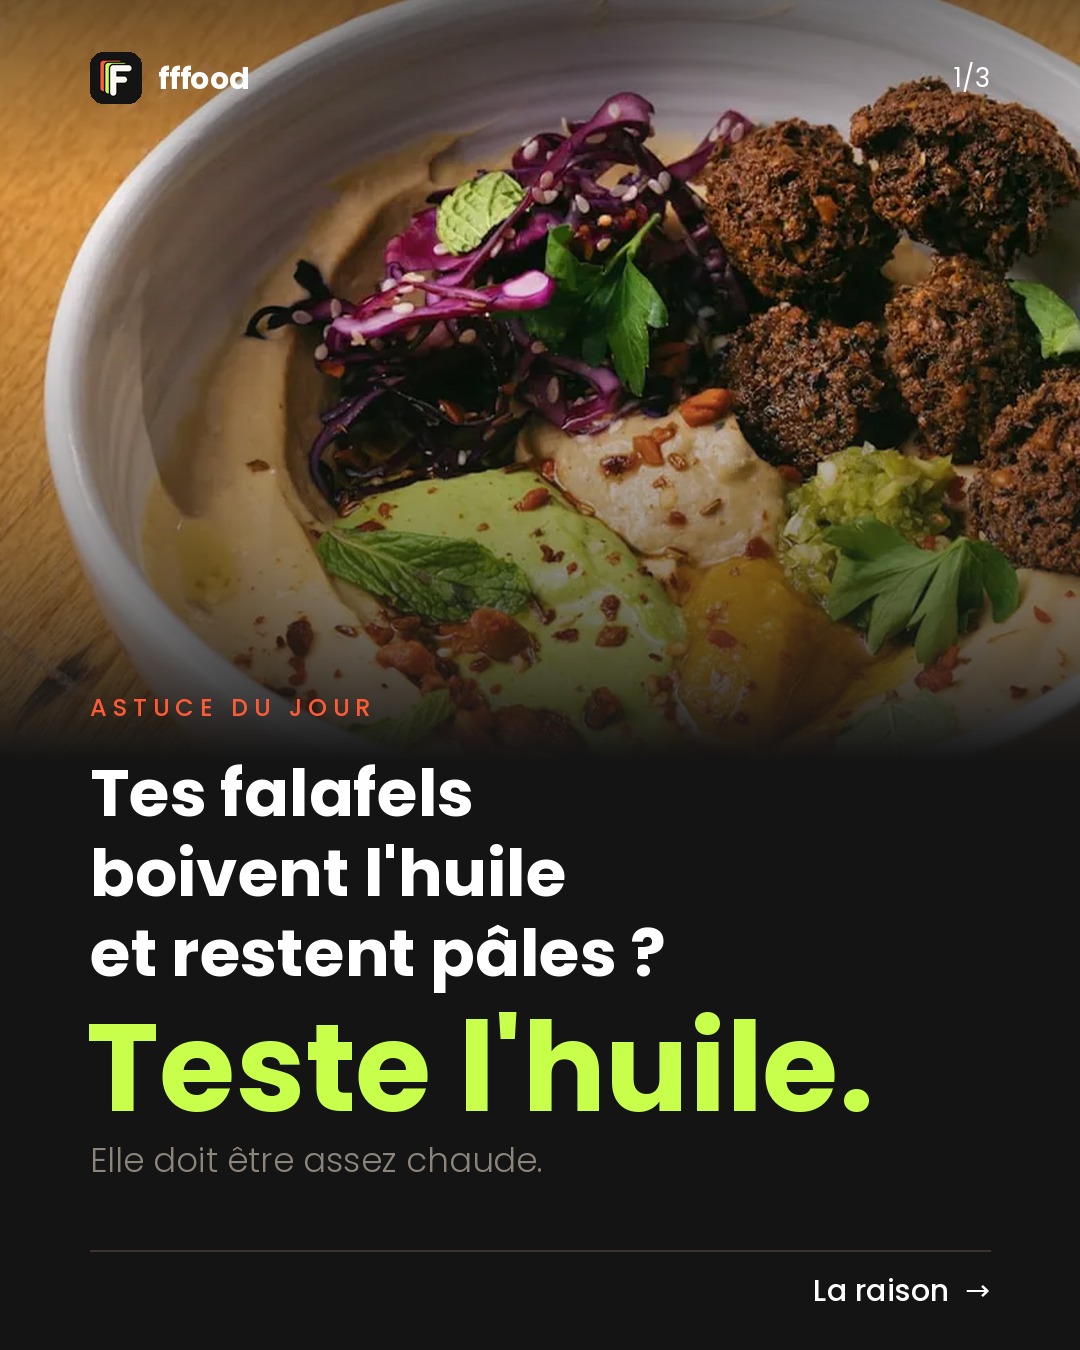 fffood
1/3
ASTUCE DU JOUR
Tes falafels
boivent l'huile
et restent pâles ?
Teste l'huile.
Elle doit être assez chaude.
La raison →